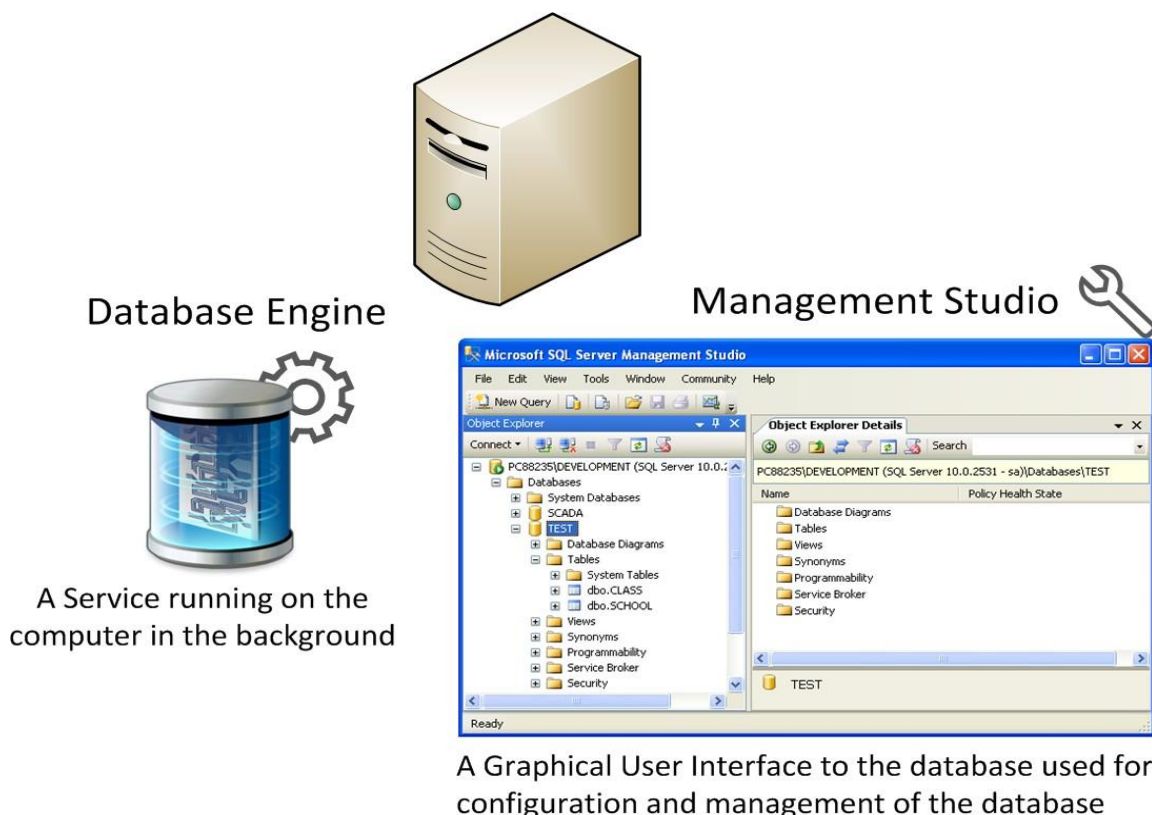 Database Engine
A Service running on the
computer in the background
Management Studio
Microsoft SQL Server Management Studio
File Edit View Tools Window Community Help
New Query
Object Explorer
Connect
PC88235\DEVELOPMENT (SQL Server 10.0.2
Databases
System Databases
SCADA
TEST
Database Diagrams
Tables
System Tables
dbo.CLASS
dbo.SCHOOL
Views
Synonyms
Programmability
Service Broker
Security
Object Explorer Details
Search
PC88235\DEVELOPMENT (SQL Server 10.0.2531 - sa)\Databases\TEST
Name Policy Health State
Database Diagrams
Tables
Views
Synonyms
Programmability
Service Broker
Security
TEST
Ready
A Graphical User Interface to the database used for
configuration and management of the database